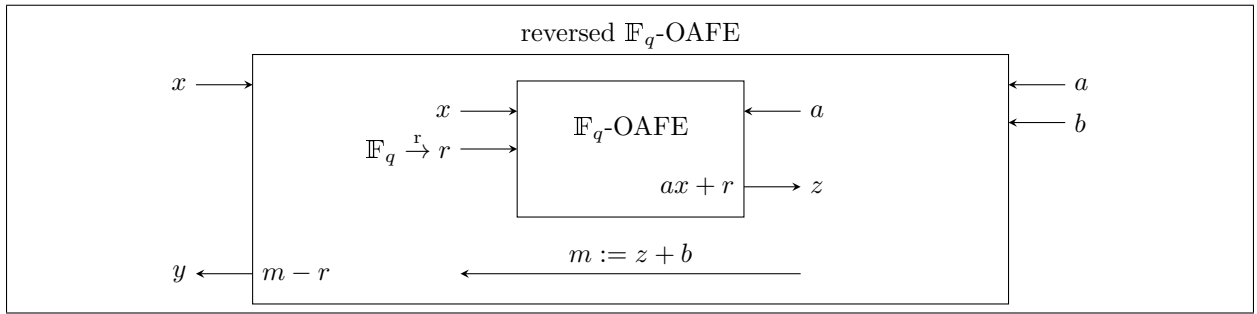 reversed 𝔽_q-OAFE
x a
x 𝔽_q-OAFE a
b
𝔽_q →^r r
ax + r z
m := z + b
y m − r